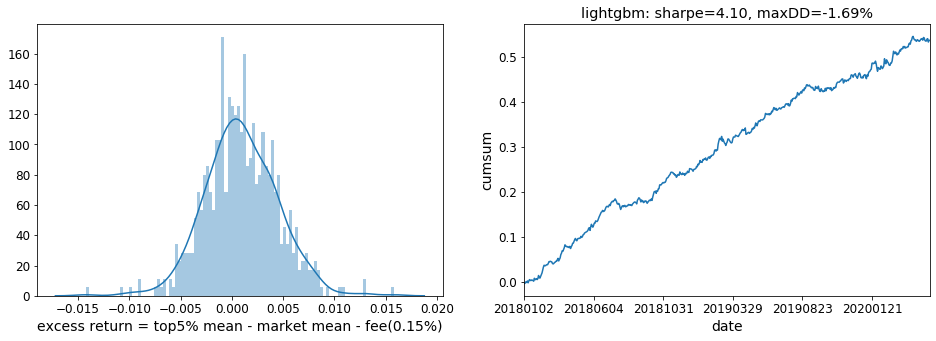 160
140
120
100
80
60
40
20
0
−0.015 −0.010 −0.005 0.000 0.005 0.010 0.015 0.020
excess return = top5% mean - market mean - fee(0.15%)
lightgbm: sharpe=4.10, maxDD=-1.69%
0.5
0.4
0.3
0.2
0.1
0.0
cumsum
20180102 20180604 20181031 20190329 20190823 20200121
date